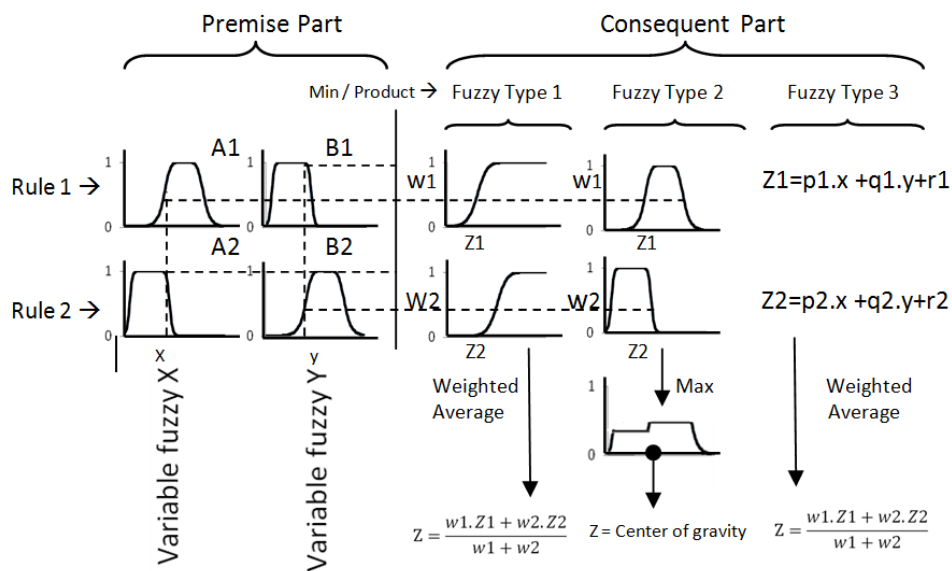 Premise Part
Consequent Part
Min / Product → Fuzzy Type 1
Fuzzy Type 2
Fuzzy Type 3
Rule 1 →
1
0
A1
1
0
B1
1
0
W1
Z1
1
0
W1
Z1
Z1=p1.x +q1.y+r1
Rule 2 →
1
0
A2
X
1
0
B2
y
1
0
W2
Z2
1
0
W2
Z2
Z2=p2.x +q2.y+r2
Variable fuzzy X
Variable fuzzy Y
Weighted
Average
Max
1
0
Weighted
Average
Z = w1.Z1 + w2.Z2
w1 + w2
Z = Center of gravity
Z = w1.Z1 + w2.Z2
w1 + w2